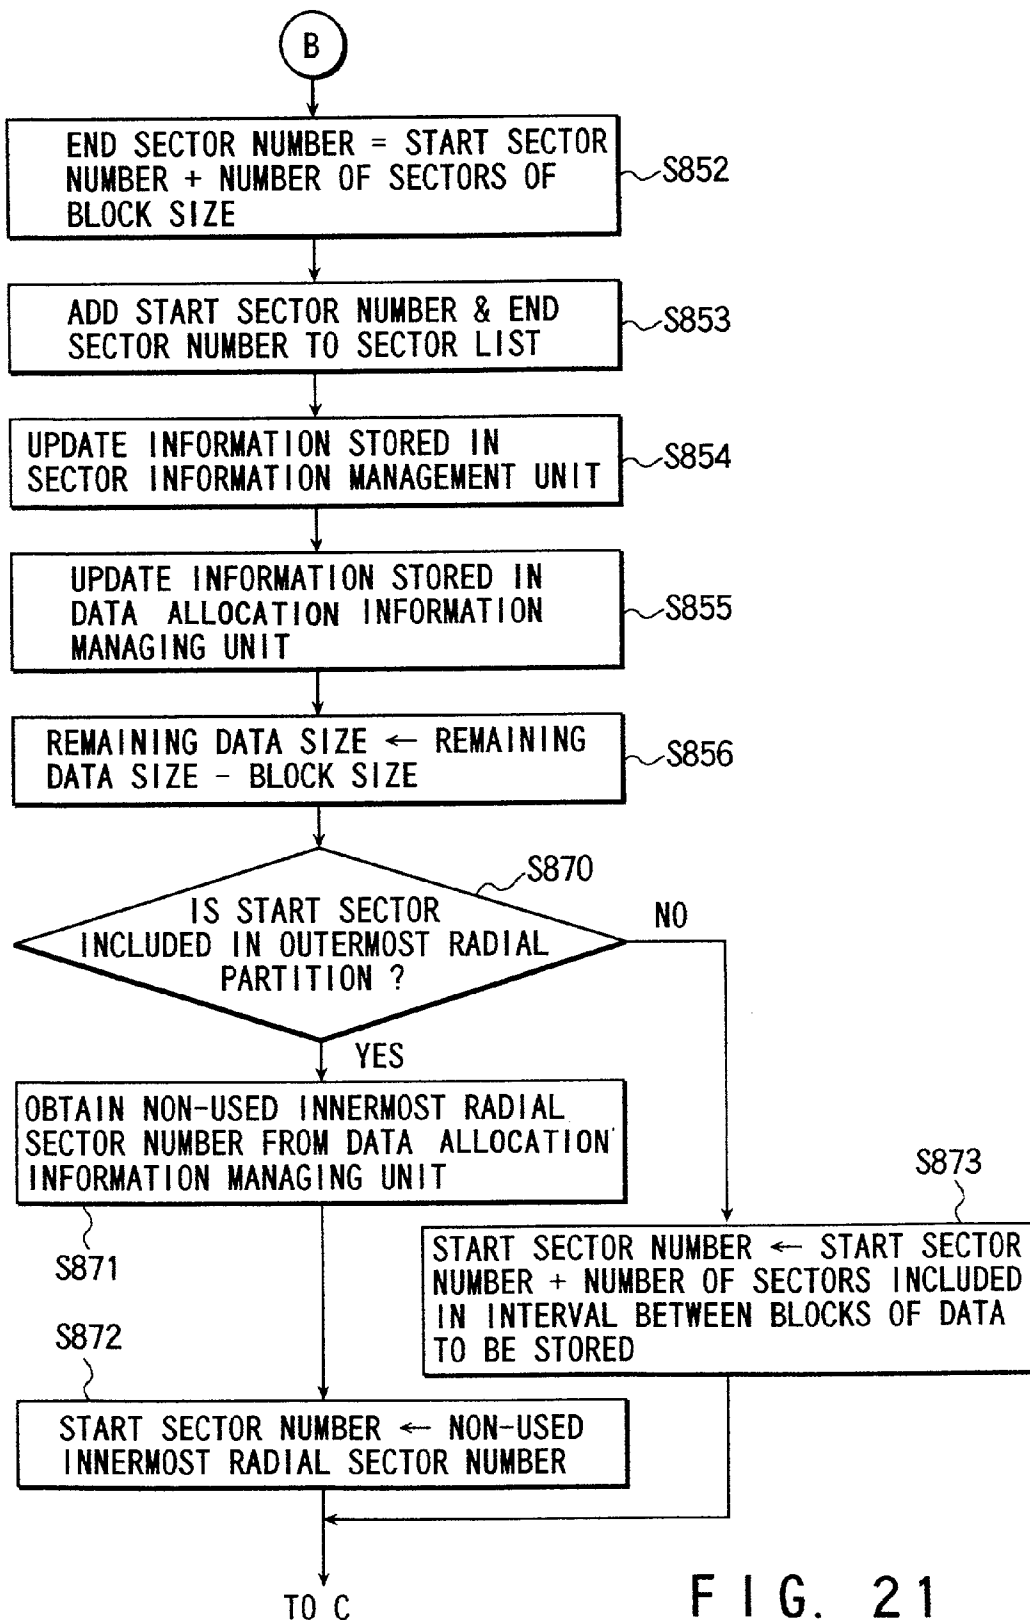 B
END SECTOR NUMBER = START SECTOR
NUMBER + NUMBER OF SECTORS OF
BLOCK SIZE
S852
ADD START SECTOR NUMBER & END
SECTOR NUMBER TO SECTOR LIST
S853
UPDATE INFORMATION STORED IN
SECTOR INFORMATION MANAGEMENT UNIT
S854
UPDATE INFORMATION STORED IN
DATA ALLOCATION INFORMATION
MANAGING UNIT
S855
REMAINING DATA SIZE ← REMAINING
DATA SIZE - BLOCK SIZE
S856
S870
IS START SECTOR
INCLUDED IN OUTERMOST RADIAL
PARTITION ?
NO
YES
OBTAIN NON-USED INNERMOST RADIAL
SECTOR NUMBER FROM DATA ALLOCATION
INFORMATION MANAGING UNIT
S871
S873
START SECTOR NUMBER ← START SECTOR
NUMBER + NUMBER OF SECTORS INCLUDED
IN INTERVAL BETWEEN BLOCKS OF DATA
TO BE STORED
S872
START SECTOR NUMBER ← NON-USED
INNERMOST RADIAL SECTOR NUMBER
TO C
FIG. 21